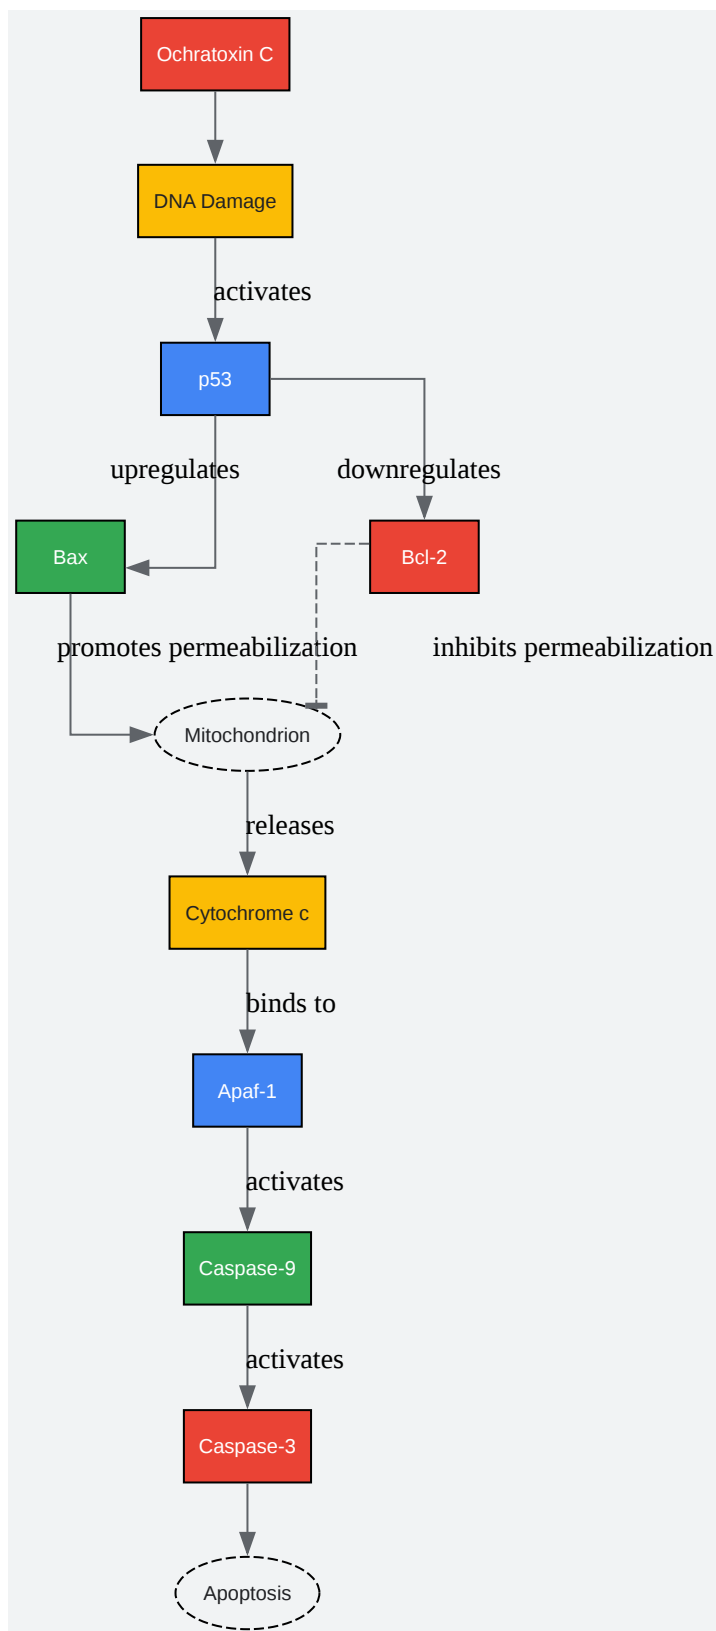 Ochratoxin C
DNA Damage
activates
p53
upregulates
downregulates
Bax
Bcl-2
promotes permeabilization
inhibits permeabilization
Mitochondrion
releases
Cytochrome c
binds to
Apaf-1
activates
Caspase-9
activates
Caspase-3
Apoptosis